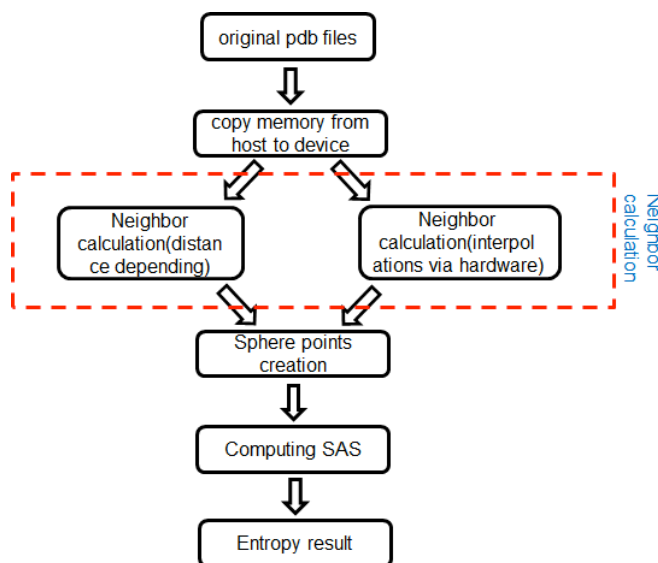 original pdb files
copy memory from
host to device
Neighbor
calculation(distan
ce depending)
Neighbor
calculation(interpol
ations via hardware)
Neighbor
calculation
Sphere points
creation
Computing SAS
Entropy result